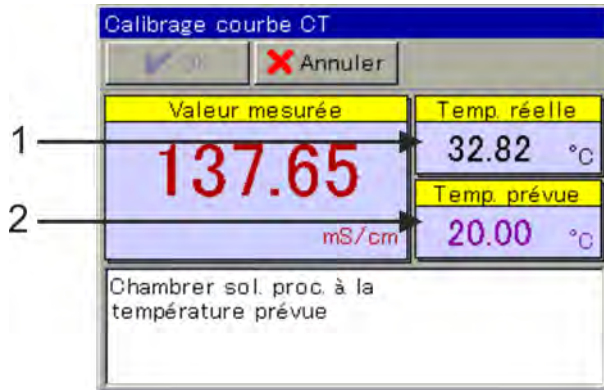 Calibrage courbe CT
OK Annuler
Valeur mesurée
Temp. réelle
1
137.65
32.82 °C
Temp. prévue
2
mS/cm
20.00 °C
Chambrer sol. proc. à la
température prévue